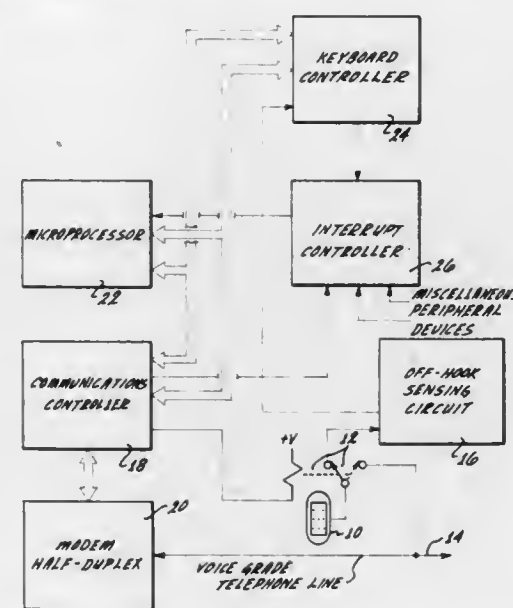 KEYBOARD
CONTROLLER
24
MICROPROCESSOR
22
INTERRUPT
CONTROLLER
26
MISCELLANEOUS
PERIPHERAL
DEVICES
COMMUNICATIONS
CONTROLLER
18
OFF-HOOK
SENSING
CIRCUIT
16
+V
12
10
20
MODEM
HALF-DUPLEX
14
VOICE GRADE
TELEPHONE LINE